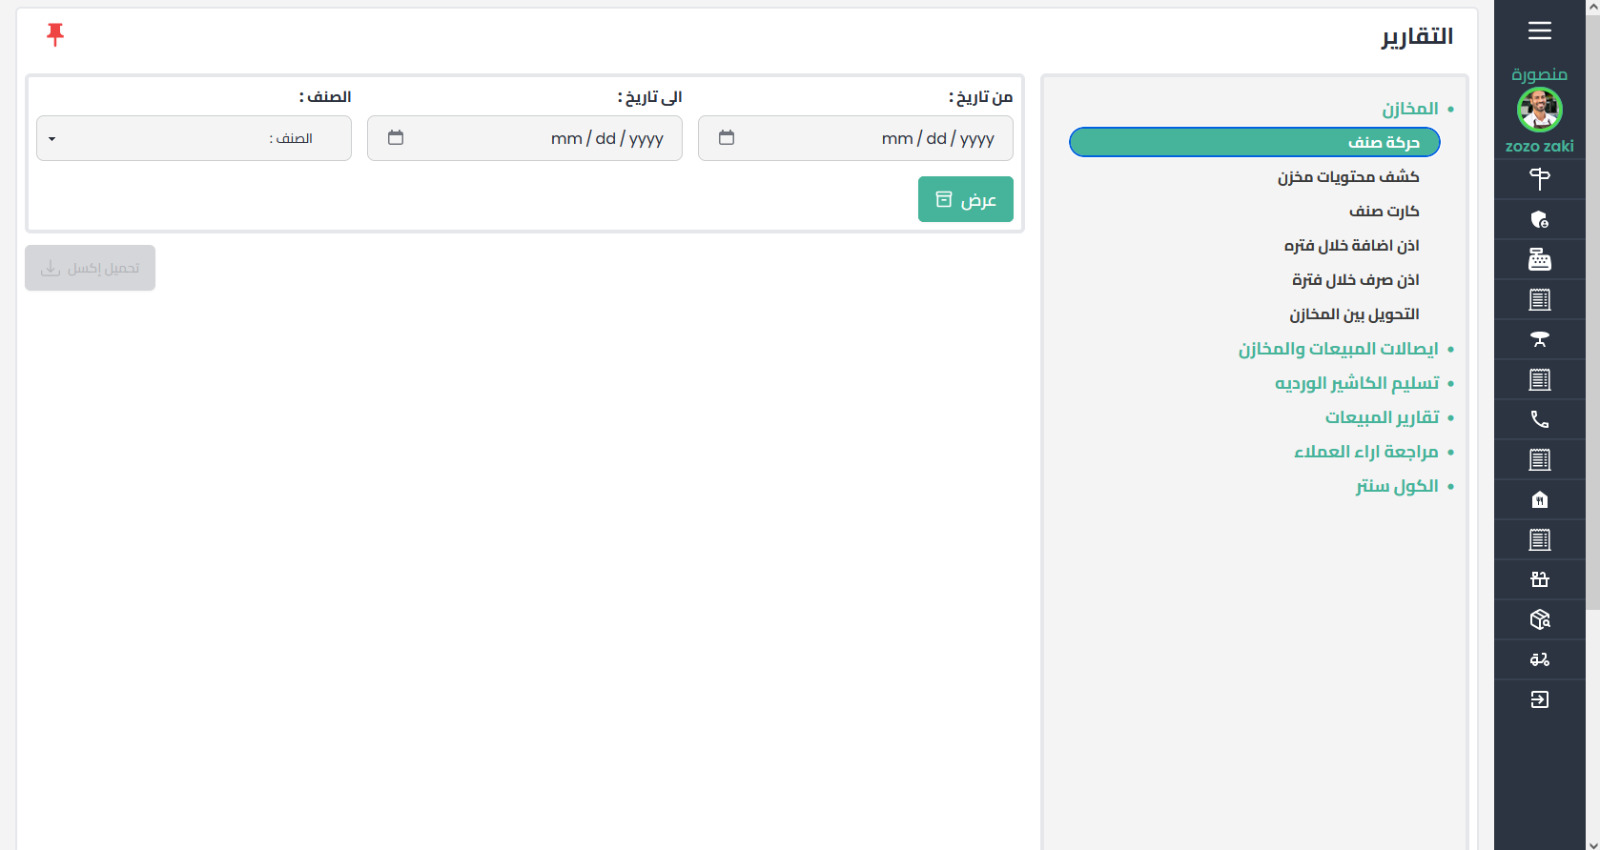 التقارير
منصورة
zozo zaki
المخازن
حركة صنف
كشف محتويات مخزن
كارت صنف
اذن اضافة خلال فتره
اذن صرف خلال فترة
التحويل بين المخازن
ايصالات المبيعات والمخازن
تسليم الكاشير الورديه
تقارير المبيعات
مراجعة اراء العملاء
الكول سنتر
من تاريخ :
mm/dd/yyyy
الى تاريخ :
mm/dd/yyyy
الصنف :
الصنف :
عرض
تحميل إكسل